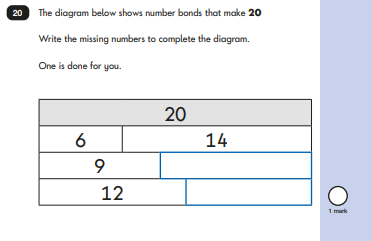 20 The diagram below shows number bonds that make 20
Write the missing numbers to complete the diagram.
One is done for you.
20
6 14
9
12
1 mark